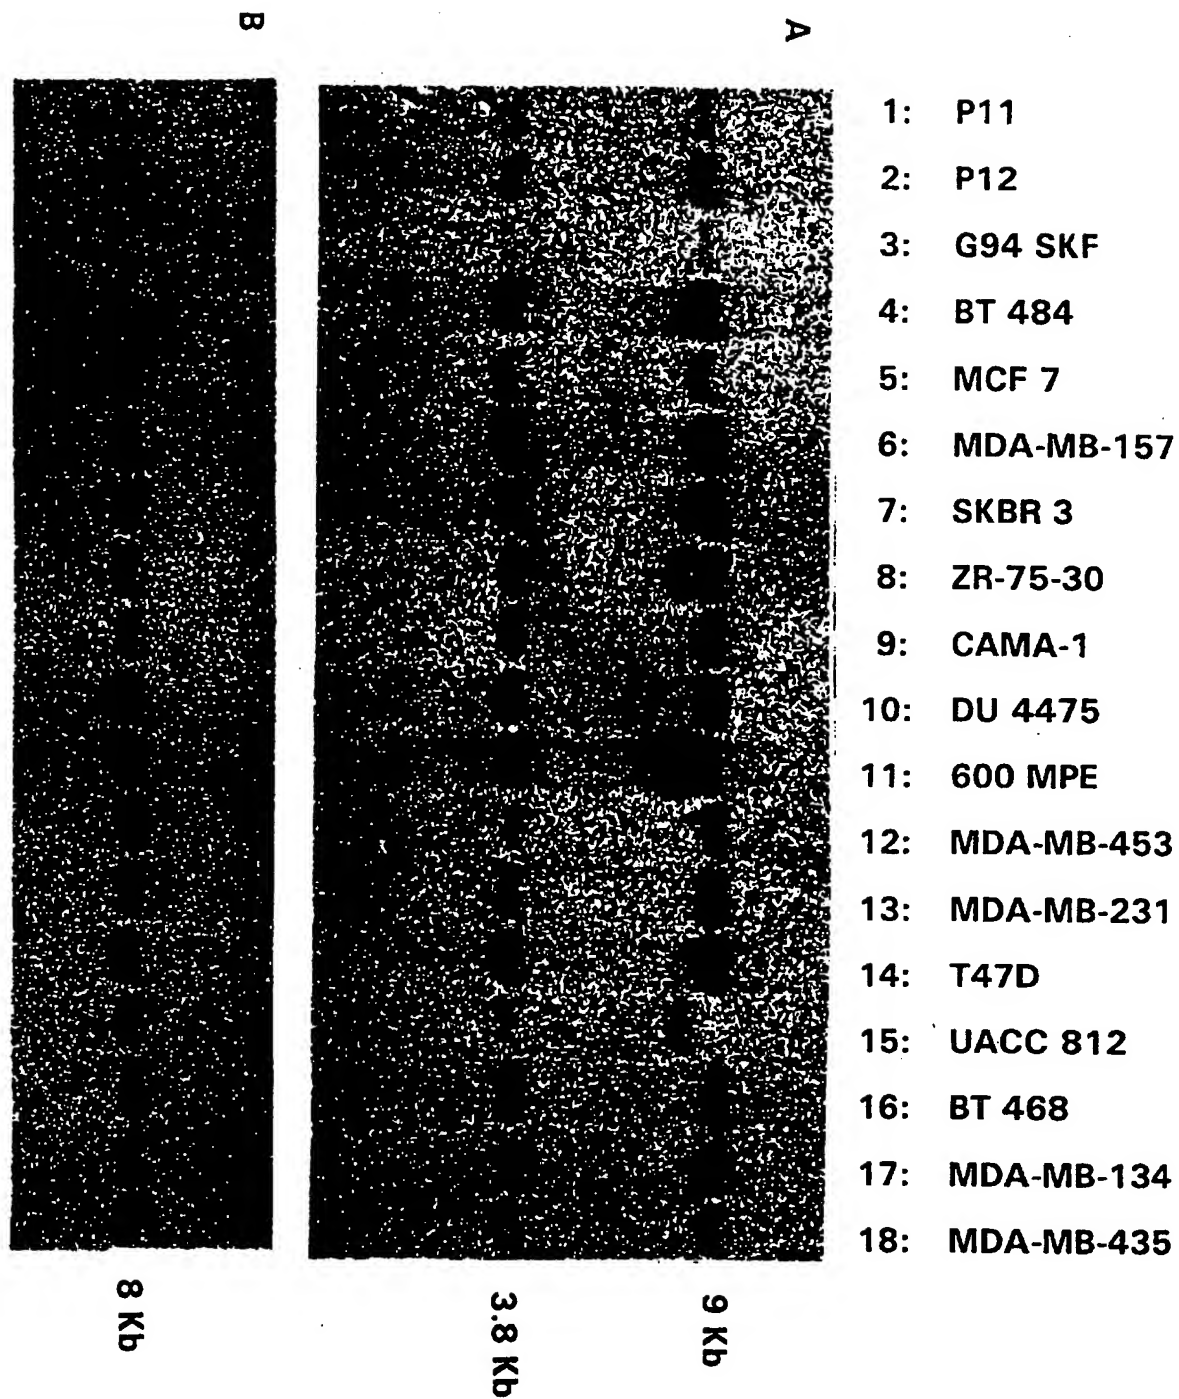 B
A
1: P11
2: P12
3: G94 SKF
4: BT 484
5: MCF 7
6: MDA-MB-157
7: SKBR 3
8: ZR-75-30
9: CAMA-1
10: DU 4475
11: 600 MPE
12: MDA-MB-453
13: MDA-MB-231
14: T47D
15: UACC 812
16: BT 468
17: MDA-MB-134
18: MDA-MB-435
8 Kb
3.8 Kb
9 Kb